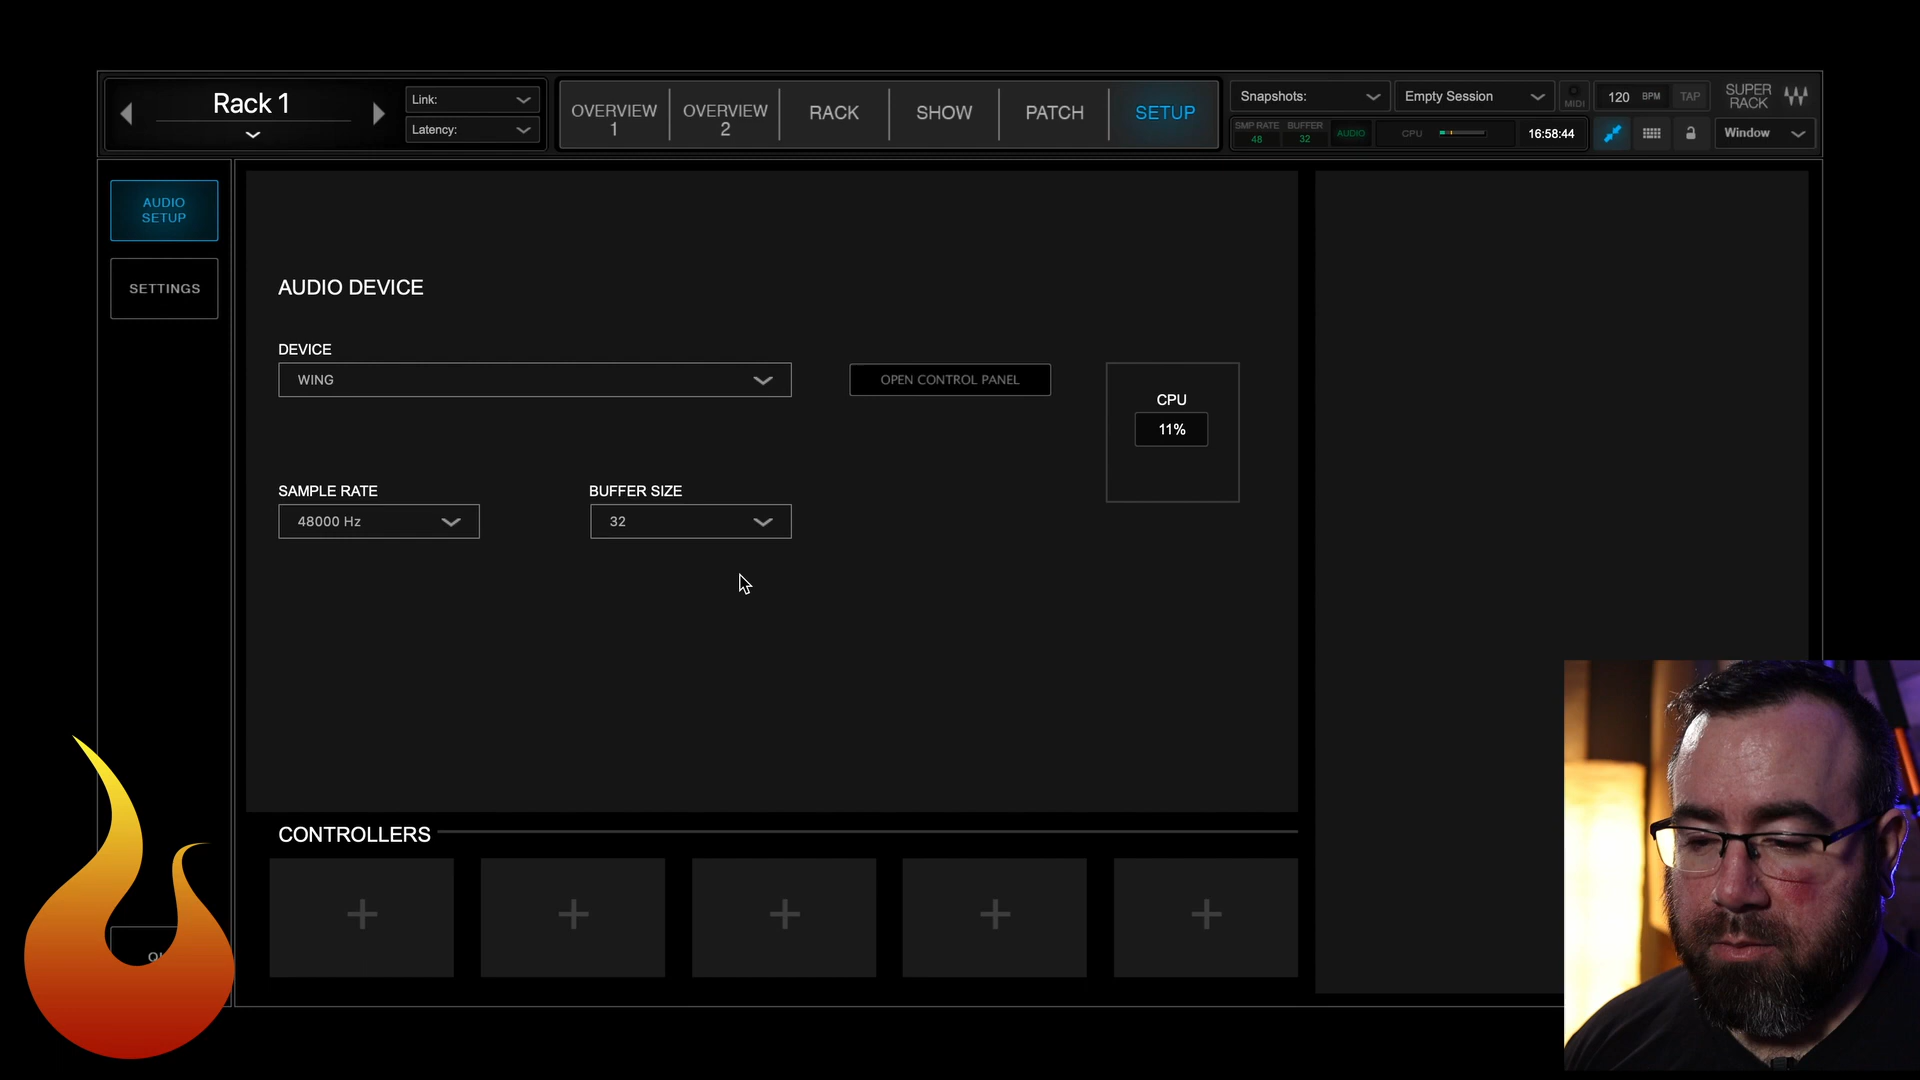 Rack 1
Link:
Latency:
OVERVIEW
1
OVERVIEW
2
RACK
SHOW
PATCH
SETUP
Snapshots:
Empty Session
MIDI
120 BPM TAP
SUPER
RACK
SMP RATE
48
BUFFER
32
AUDIO
CPU
16:58:44
Window
AUDIO
SETUP
SETTINGS
AUDIO DEVICE
DEVICE
WING
OPEN CONTROL PANEL
CPU
11%
SAMPLE RATE
48000 Hz
BUFFER SIZE
32
CONTROLLERS